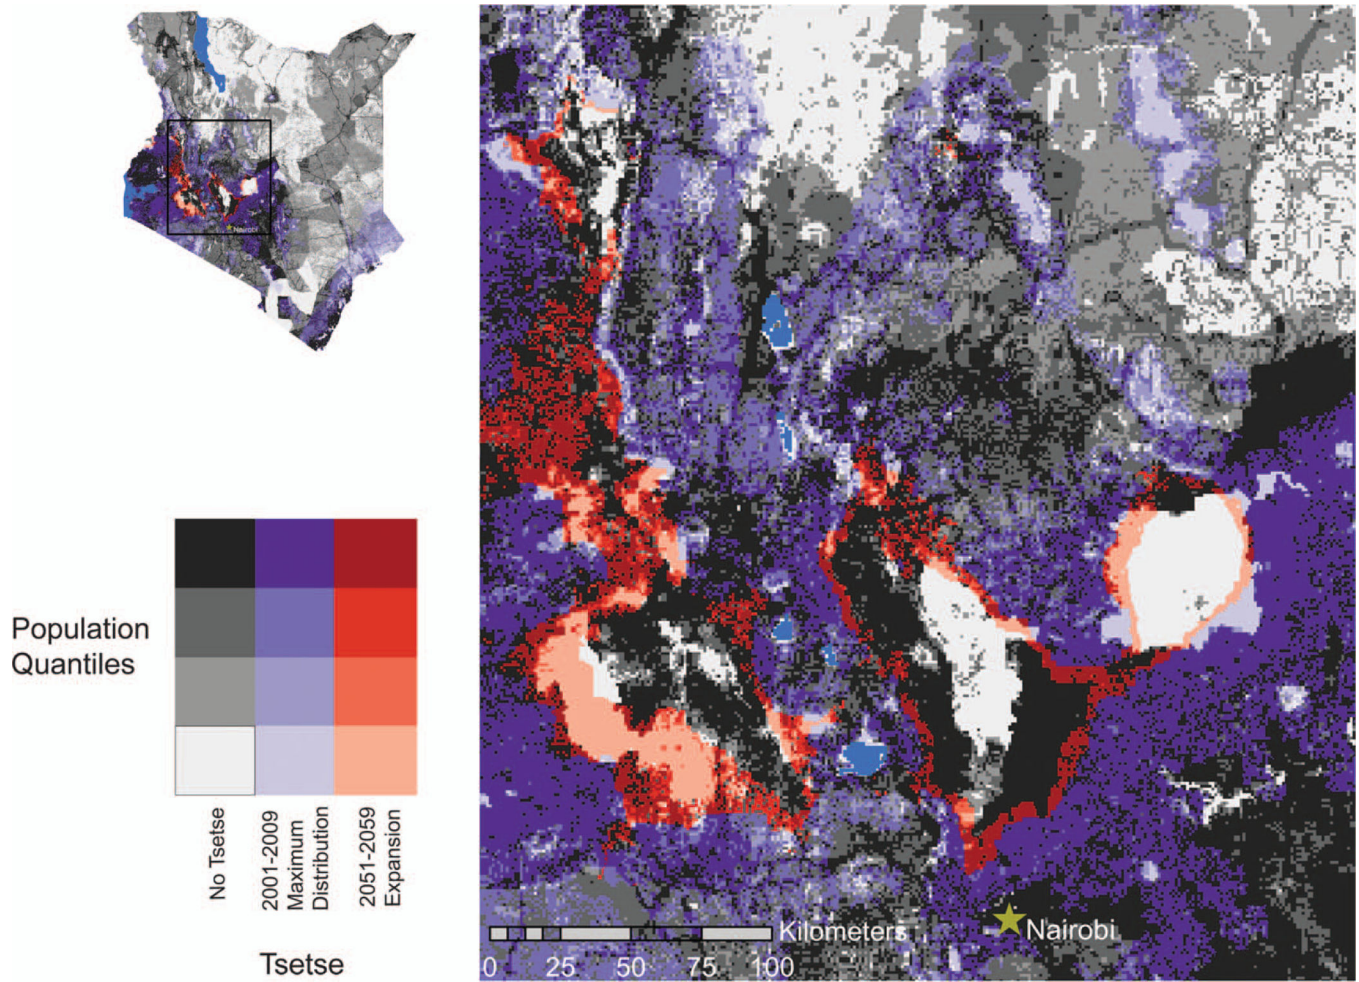 Nairobi
Population
Quantiles
No Tsetse
2001-2009
Maximum
Distribution
2051-2059
Expansion
Tsetse
Kilometers
0 25 50 75 100
Nairobi